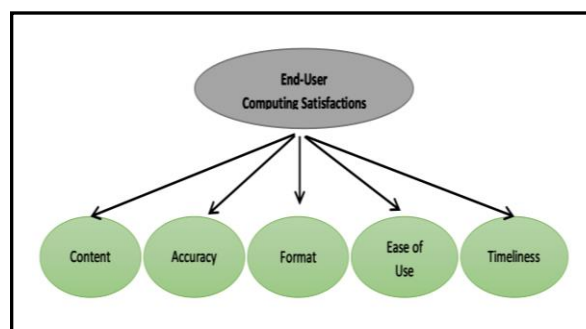 End-User
Computing Satisfactions
Content
Accuracy
Format
Ease of
Use
Timeliness